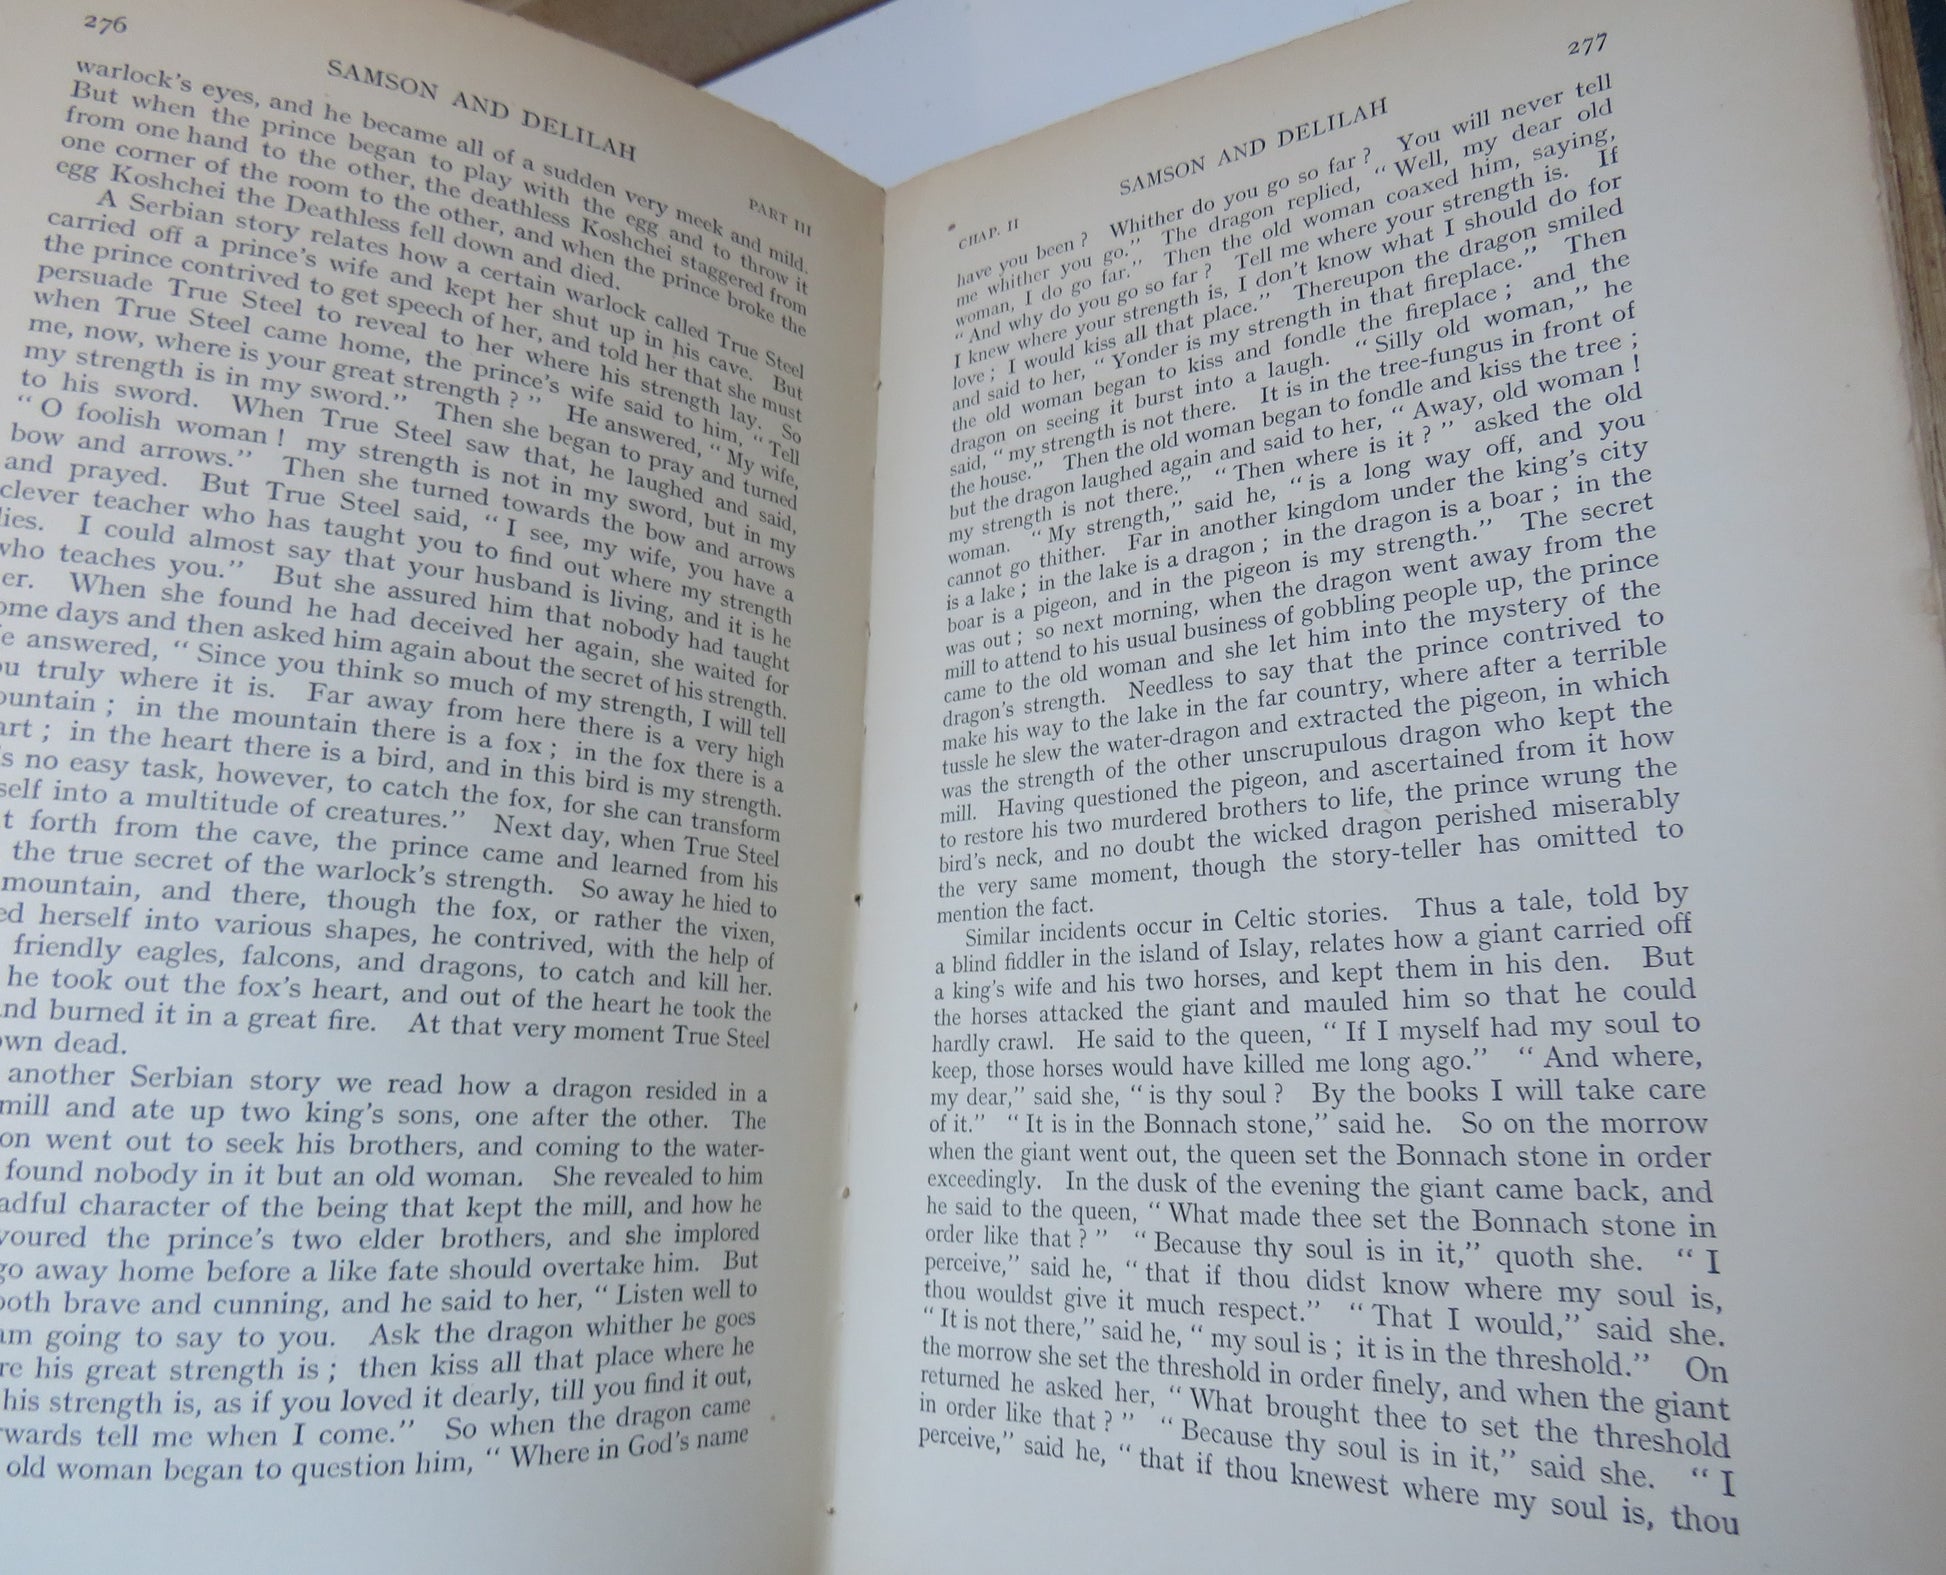 276
SAMSON AND DELILAH
PART III
warlock's eyes, and he became all of a sudden very meek and mild.
But when the prince began to play with the egg and to throw it
from one hand to the other, the deathless Koshchei staggered from
one corner of the room to the other, and when the prince broke the
egg Koshchei the Deathless fell down and died.
A Serbian story relates how a certain warlock called True Steel
carried off a prince's wife and kept her shut up in his cave. But
the prince contrived to get speech of her, and told her that she must
persuade True Steel to reveal to her where his strength lay. So
when True Steel came home, the prince's wife said to him, “ Tell
me, now, where is your great strength ? ” He answered, “ My wife,
my strength is in my sword.” Then she began to pray and turned
to his sword. When True Steel saw that, he laughed and said,
“ O foolish woman ! my strength is not in my sword, but in my
bow and arrows.” Then she turned towards the bow and arrows
and prayed. But True Steel said, “ I see, my wife, you have a
clever teacher who has taught you to find out where my strength
lies. I could almost say that your husband is living, and it is he
who teaches you.” But she assured him that nobody had taught
er. When she found he had deceived her again, she waited for
ome days and then asked him again about the secret of his strength.
e answered, “ Since you think so much of my strength, I will tell
ou truly where it is. Far away from here there is a very high
ountain ; in the mountain there is a fox ; in the fox there is a
art ; in the heart there is a bird, and in this bird is my strength.
s no easy task, however, to catch the fox, for she can transform
self into a multitude of creatures.” Next day, when True Steel
t forth from the cave, the prince came and learned from his
the true secret of the warlock's strength. So away he hied to
mountain, and there, though the fox, or rather the vixen,
ed herself into various shapes, he contrived, with the help of
friendly eagles, falcons, and dragons, to catch and kill her.
he took out the fox's heart, and out of the heart he took the
nd burned it in a great fire. At that very moment True Steel
own dead.
another Serbian story we read how a dragon resided in a
mill and ate up two king's sons, one after the other. The
on went out to seek his brothers, and coming to the water-
found nobody in it but an old woman. She revealed to him
adful character of the being that kept the mill, and how he
voured the prince's two elder brothers, and she implored
go away home before a like fate should overtake him. But
both brave and cunning, and he said to her, “ Listen well to
am going to say to you. Ask the dragon whither he goes
re his great strength is ; then kiss all that place where he
his strength is, as if you loved it dearly, till you find it out,
wards tell me when I come.” So when the dragon came
old woman began to question him, “ Where in God's name
277
SAMSON AND DELILAH
CHAP. II
have you been ? Whither do you go so far ? You will never tell
me whither you go.” The dragon replied, “ Well, my dear old
woman, I do go far.” Then the old woman coaxed him, saying,
“ And why do you go so far ? Tell me where your strength is. If
I knew where your strength is, I don't know what I should do for
love ; I would kiss all that place.” Thereupon the dragon smiled
and said to her, “ Yonder is my strength in that fireplace.” Then
the old woman began to kiss and fondle the fireplace ; and the
dragon on seeing it burst into a laugh. “ Silly old woman,” he
said, “ my strength is not there. It is in the tree-fungus in front of
the house.” Then the old woman began to fondle and kiss the tree ;
but the dragon laughed again and said to her, “ Away, old woman !
my strength is not there.” “ Then where is it ? ” asked the old
woman. “ My strength,” said he, “ is a long way off, and you
cannot go thither. Far in another kingdom under the king's city
is a lake ; in the lake is a dragon ; in the dragon is a boar ; in the
boar is a pigeon, and in the pigeon is my strength.” The secret
was out ; so next morning, when the dragon went away from the
mill to attend to his usual business of gobbling people up, the prince
came to the old woman and she let him into the mystery of the
dragon's strength. Needless to say that the prince contrived to
make his way to the lake in the far country, where after a terrible
tussle he slew the water-dragon and extracted the pigeon, in which
was the strength of the other unscrupulous dragon who kept the
mill. Having questioned the pigeon, and ascertained from it how
to restore his two murdered brothers to life, the prince wrung the
bird's neck, and no doubt the wicked dragon perished miserably
the very same moment, though the story-teller has omitted to
mention the fact.
Similar incidents occur in Celtic stories. Thus a tale, told by
a blind fiddler in the island of Islay, relates how a giant carried off
a king's wife and his two horses, and kept them in his den. But
the horses attacked the giant and mauled him so that he could
hardly crawl. He said to the queen, “ If I myself had my soul to
keep, those horses would have killed me long ago.” “ And where,
my dear,” said she, “ is thy soul ? By the books I will take care
of it.” “ It is in the Bonnach stone,” said he. So on the morrow
when the giant went out, the queen set the Bonnach stone in order
exceedingly. In the dusk of the evening the giant came back, and
he said to the queen, “ What made thee set the Bonnach stone in
order like that ? ” “ Because thy soul is in it,” quoth she. “ I
perceive,” said he, “ that if thou didst know where my soul is,
thou wouldst give it much respect.” “ That I would,” said she.
“ It is not there,” said he, “ my soul is ; it is in the threshold.” On
the morrow she set the threshold in order finely, and when the giant
returned he asked her, “ What brought thee to set the threshold
in order like that ? ” “ Because thy soul is in it,” said she. “ I
perceive,” said he, “ that if thou knewest where my soul is, thou